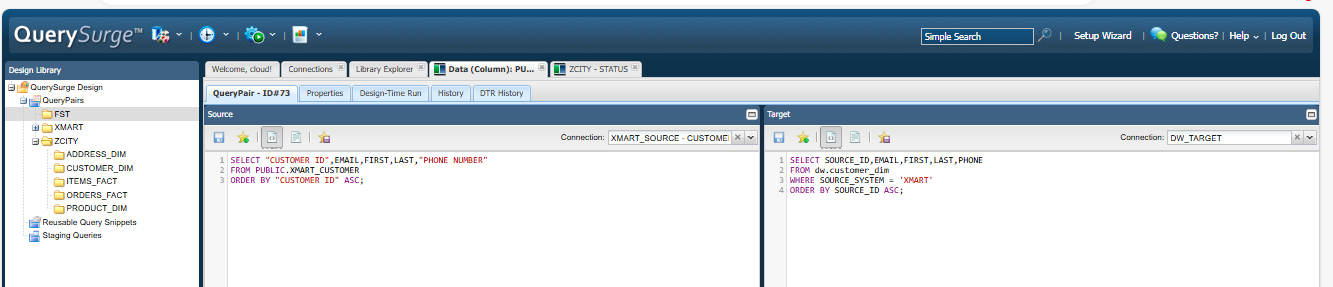 QuerySurge™
Simple Search
Setup Wizard
Questions?
Help
Log Out
Design Library
QuerySurge Design
QueryPairs
FST
XMART
ZCITY
ADDRESS_DIM
CUSTOMER_DIM
ITEMS_FACT
ORDERS_FACT
PRODUCT_DIM
Reusable Query Snippets
Staging Queries
Welcome, cloud!
Connections
Library Explorer
Data (Column): PU...
ZCITY - STATUS
QueryPair - ID#73
Properties
Design-Time Run
History
DTR History
Source
Connection: XMART_SOURCE - CUSTOMEI
1 SELECT "CUSTOMER ID",EMAIL,FIRST,LAST,"PHONE NUMBER"
2 FROM PUBLIC.XMART_CUSTOMER
3 ORDER BY "CUSTOMER ID" ASC;
Target
Connection: DW_TARGET
1 SELECT SOURCE_ID,EMAIL,FIRST,LAST,PHONE
2 FROM dw.customer_dim
3 WHERE SOURCE_SYSTEM = 'XMART'
4 ORDER BY SOURCE_ID ASC;